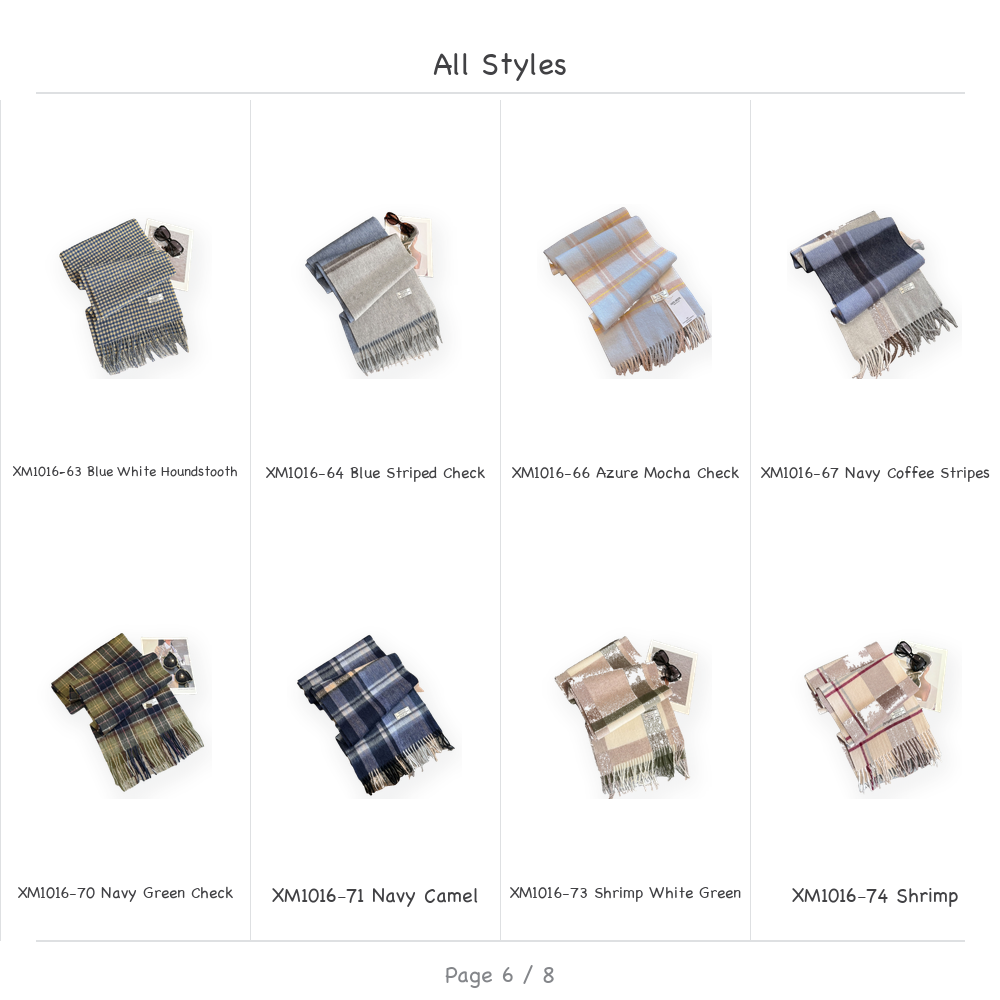 All Styles
XM1016-63 Blue White Houndstooth
XM1016-64 Blue Striped Check
XM1016-66 Azure Mocha Check
XM1016-67 Navy Coffee Stripes
XM1016-70 Navy Green Check
XM1016-71 Navy Camel
XM1016-73 Shrimp White Green
XM1016-74 Shrimp
Page 6 / 8